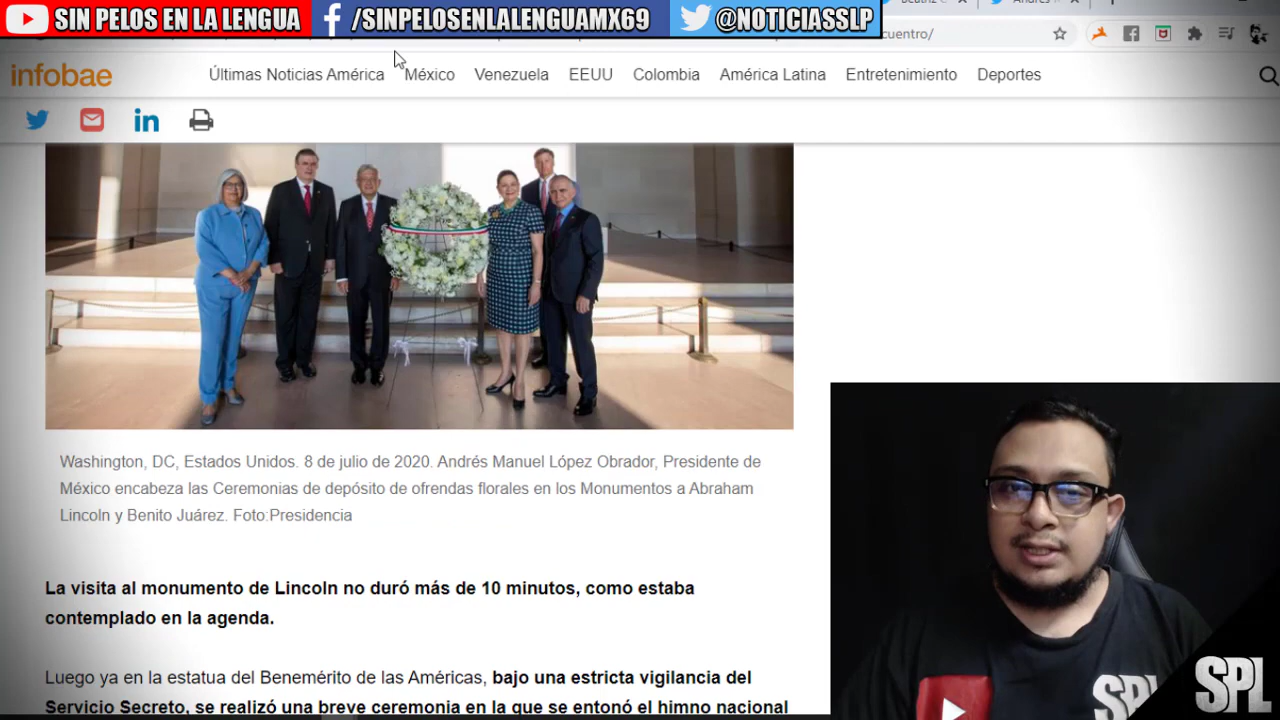 SIN PELOS EN LA LENGUA /SINPELOSENLALENGUAMX69 @NOTICIASSLP
cuentro/
infobae Últimas Noticias América México Venezuela EEUU Colombia América Latina Entretenimiento Deportes
Washington, DC, Estados Unidos. 8 de julio de 2020. Andrés Manuel López Obrador, Presidente de
México encabeza las Ceremonias de depósito de ofrendas florales en los Monumentos a Abraham
Lincoln y Benito Juárez. Foto:Presidencia
La visita al monumento de Lincoln no duró más de 10 minutos, como estaba
contemplado en la agenda.
Luego ya en la estatua del Benemérito de las Américas, bajo una estricta vigilancia del
Servicio Secreto, se realizó una breve ceremonia en la que se entonó el himno nacional
SPL
SPL